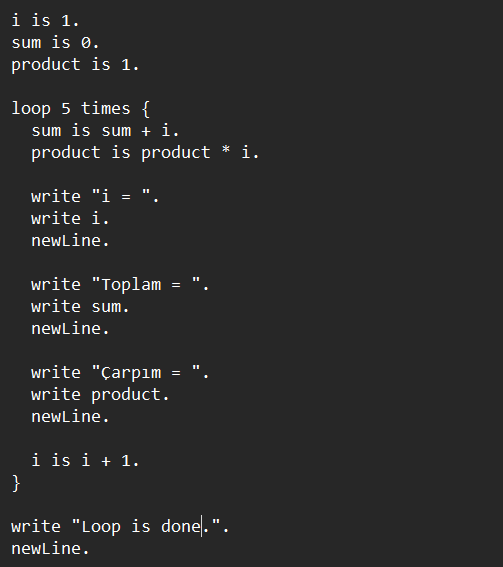 i is 1.
sum is 0.
product is 1.
loop 5 times {
sum is sum + i.
product is product * i.
write "i = ".
write i.
newLine.
write "Toplam = ".
write sum.
newLine.
write "Çarpım = ".
write product.
newLine.
i is i + 1.
}
write "Loop is done.".
newLine.